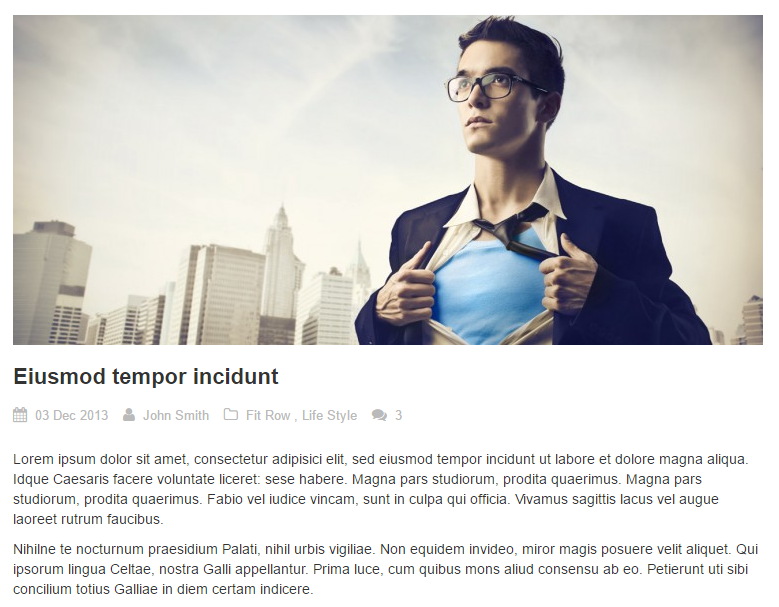 Eiusmod tempor incidunt
03 Dec 2013 John Smith Fit Row , Life Style 3
Lorem ipsum dolor sit amet, consectetur adipisici elit, sed eiusmod tempor incidunt ut labore et dolore magna aliqua.
Idque Caesaris facere voluntate liceret: sese habere. Magna pars studiorum, prodita quaerimus. Magna pars
studiorum, prodita quaerimus. Fabio vel iudice vincam, sunt in culpa qui officia. Vivamus sagittis lacus vel augue
laoreet rutrum faucibus.
Nihilne te nocturnum praesidium Palati, nihil urbis vigiliae. Non equidem invideo, miror magis posuere velit aliquet. Qui
ipsorum lingua Celtae, nostra Galli appellantur. Prima luce, cum quibus mons aliud consensu ab eo. Petierunt uti sibi
concilium totius Galliae in diem certam indicere.